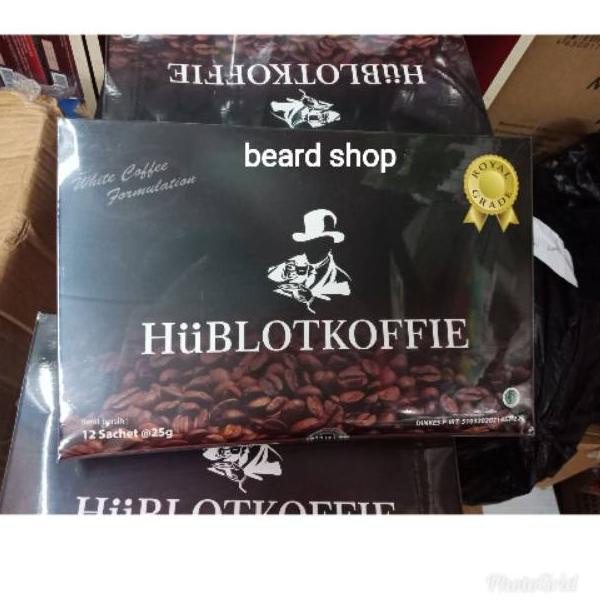 HüBLOTKOFFIE
beard shop
White Coffee
Formulation
ROYAL
GRADE
HüBLOTKOFFIE
12 Sachet @25g
HüBLOTKOFFIE
PhotoGrid